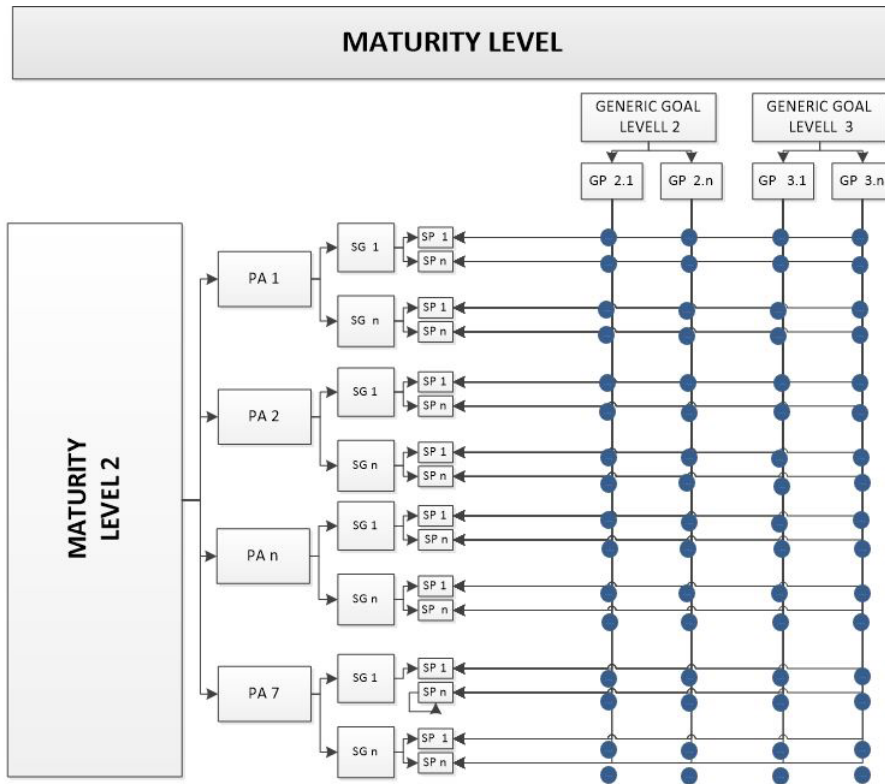 MATURITY LEVEL
GENERIC GOAL
LEVELL 2
GENERIC GOAL
LEVELL 3
GP 2.1
GP 2.n
GP 3.1
GP 3.n
MATURITY
LEVEL 2
PA 1
SG 1
SP 1
SP n
SG n
SP 1
SP n
PA 2
SG 1
SP 1
SP n
SG n
SP 1
SP n
PA n
SG 1
SP 1
SP n
SG n
SP 1
SP n
PA 7
SG 1
SP 1
SP n
SG n
SP 1
SP n